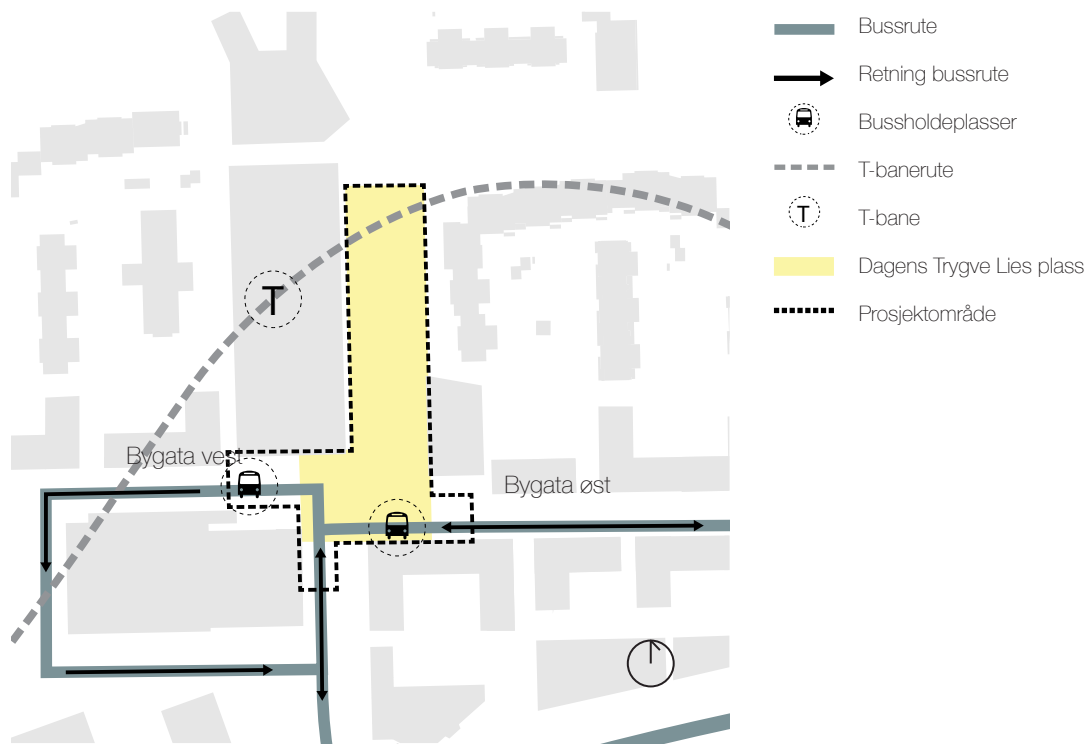 Bussrute
Retning bussrute
Bussholdeplasser
T-banerute
T
T-bane
Dagens Trygve Lies plass
Prosjektområde
T
Bygata vest
Bygata øst